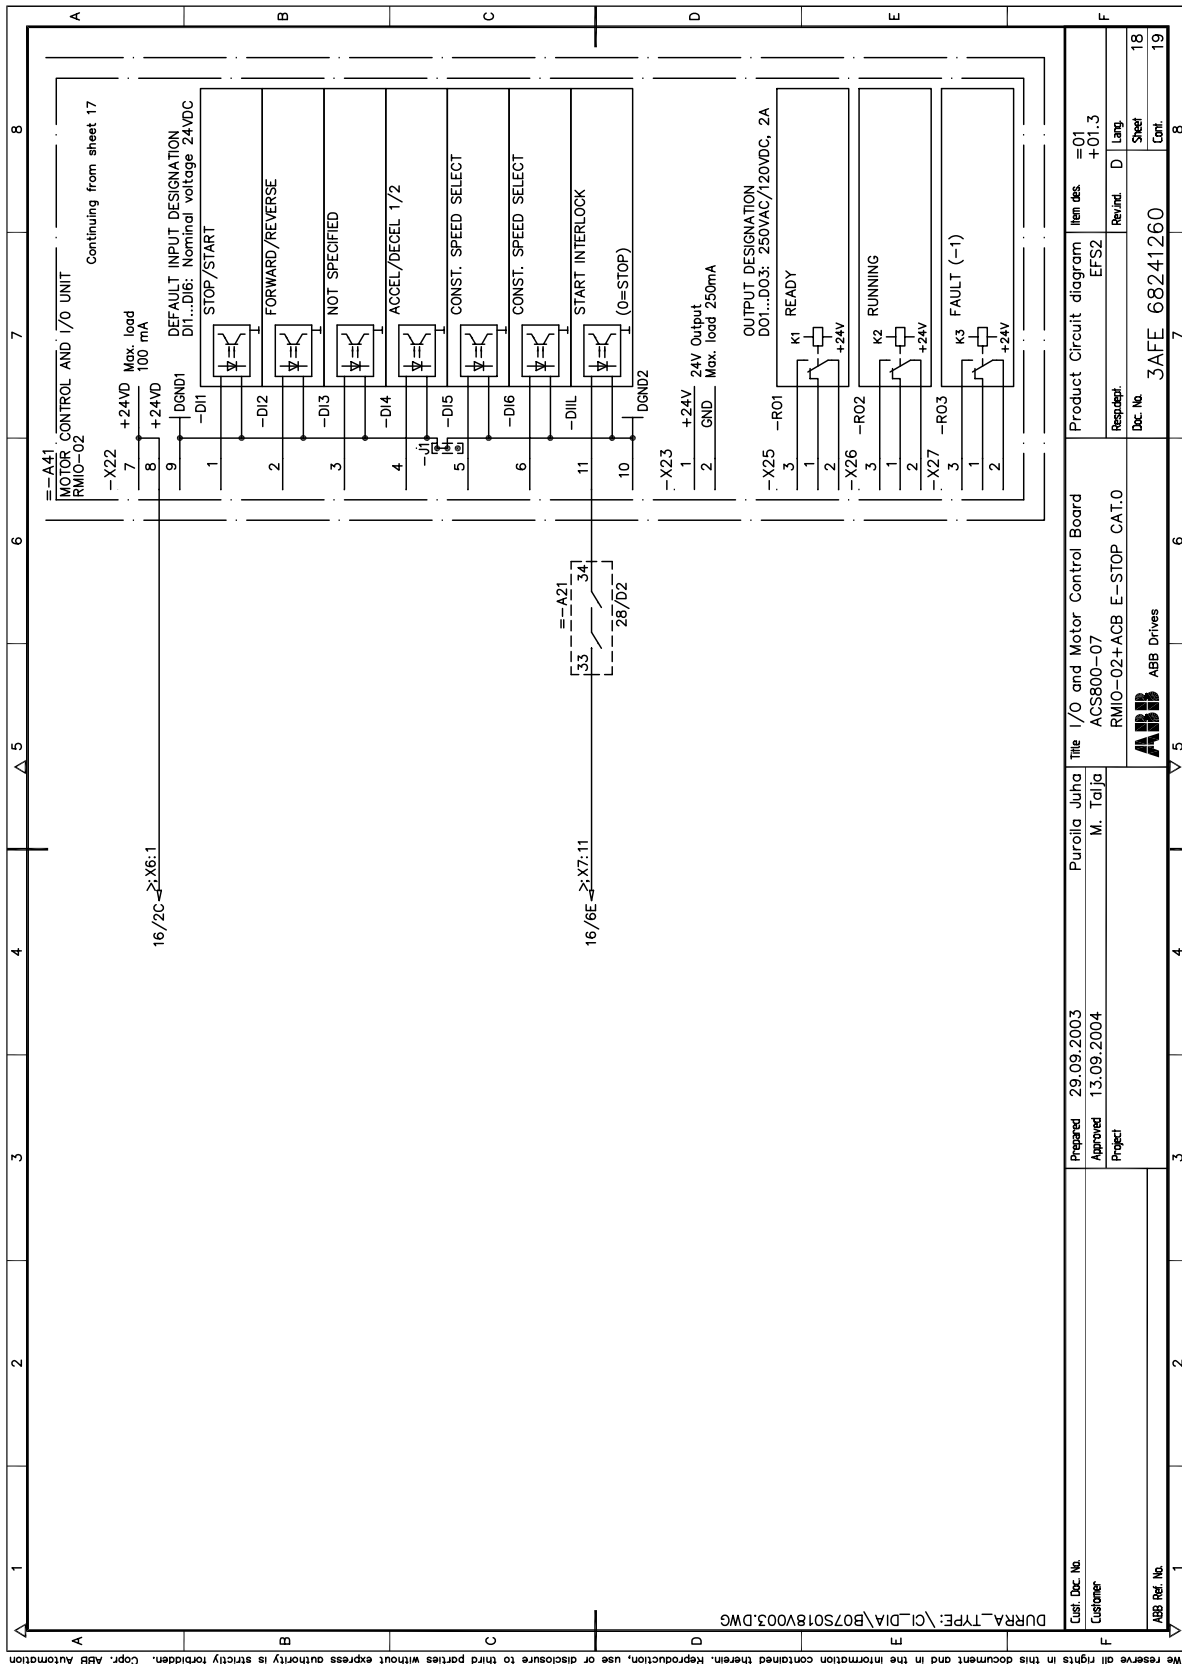 1 2 3 4 5 6 7 8
A
B
C
D
E
F
=-A41
MOTOR CONTROL AND I/O UNIT
RMIO-02
Continuing from sheet 17
-X22
7 +24VD Max. load
8 +24VD 100 mA
9 DGND1
DEFAULT INPUT DESIGNATION
DI1...DI6: Nominal voltage 24VDC
1 -DI1 STOP/START
2 -DI2 FORWARD/REVERSE
3 -DI3 NOT SPECIFIED
4 -DI4 ACCEL/DECEL 1/2
-J1
5 -DI5 CONST. SPEED SELECT
6 -DI6 CONST. SPEED SELECT
11 -DIIL START INTERLOCK
(0=STOP)
10 DGND2
16/2C >;X6:1
16/6E >;X7:11
=-A21
33 34
28/D2
-X23
1 +24V 24V Output
2 GND Max. load 250mA
OUTPUT DESIGNATION
DO1...DO3: 250VAC/120VDC, 2A
-X25 -RO1
3 K1 READY
1
2 +24V
-X26 -RO2
3 K2 RUNNING
1
2 +24V
-X27 -RO3
3 K3 FAULT (-1)
1
2 +24V
DURRA_TYPE:\CI_DIA\B07S018V003.DWG
Cust. Doc. No.
Customer
ABB Ref. No.
Prepared 29.09.2003 Puroila Juha
Approved 13.09.2004 M. Talja
Project
Title I/O and Motor Control Board
ACS800-07
RMIO-02+ACB E-STOP CAT.0
ABB ABB Drives
Product Circuit diagram
EFS2
Item des. =01
+01.3
Resp.dept.
Rev.ind. D Lang.
Doc. No. 3AFE 68241260
Sheet 18
Cont. 19
A
B
C
D
E
F
1 2 3 4 5 6 7 8
We reserve all rights in this document and in the information contained therein. Reproduction, use or disclosure to third parties without express authority is strictly forbidden. Copr. ABB Automation